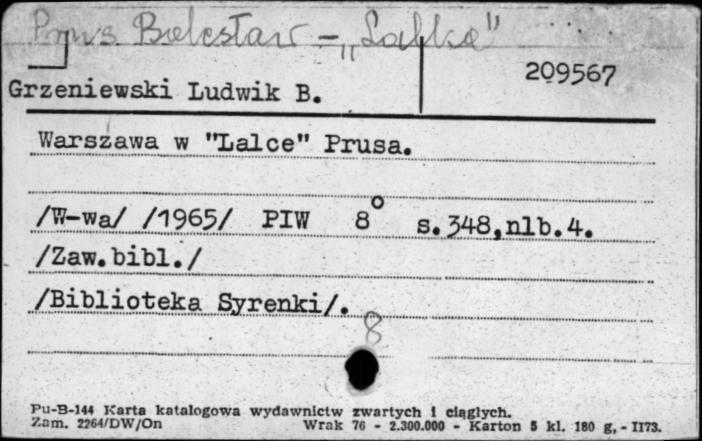 Prus Bolesław - „Lalka"
209567
Grzeniewski Ludwik B.
Warszawa w "Lalce" Prusa.
/W-wa/ /1965/ PIW 8° s.348,nlb.4.
/Zaw.bibl./
/Biblioteka Syrenki/.
8
Pu-B-144 Karta katalogowa wydawnictw zwartych i ciągłych.
Zam. 2264/DW/On Wrak 76 - 2.300.000 - Karton 5 kl. 180 g, - II73.